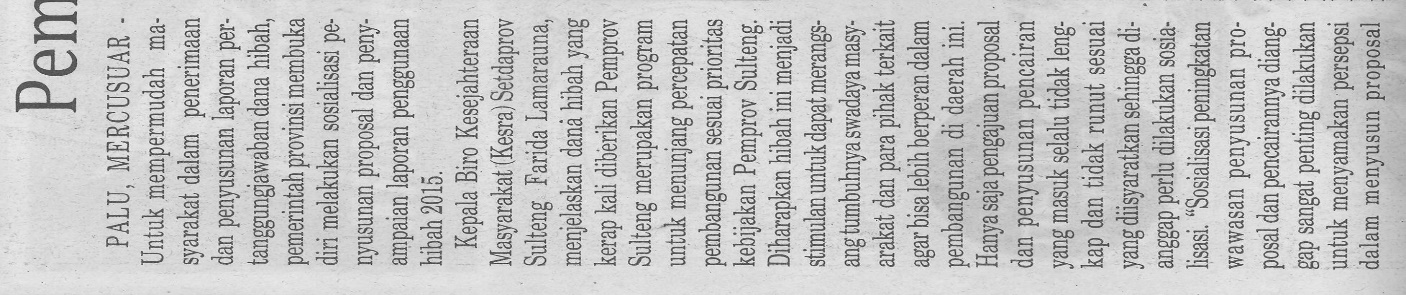 Pem
PALU, MERCUSUAR -
Untuk mempermudah ma-
syarakat dalam penerimaan
dan penyusunan laporan per-
tanggungjawaban dana hibah,
pemerintah provinsi membuka
diri melakukan sosialisasi pe-
nyusunan proposal dan peny-
ampaian laporan penggunaan
hibah 2015.
Kepala Biro Kesejahteraan
Masyarakat (Kesra) Setdaprov
Sulteng Farida Lamarauna,
menjelaskan dana hibah yang
kerap kali diberikan Pemprov
Sulteng merupakan program
untuk menunjang percepatan
pembangunan sesuai prioritas
kebijakan Pemprov Sulteng.
Diharapkan hibah ini menjadi
stimulan untuk dapat merangs-
ang tumbuhnya swadaya masy-
arakat dan para pihak terkait
agar bisa lebih berperan dalam
pembangunan di daerah ini.
Hanya saja pengajuan proposal
dan penyusunan pencairan
yang masuk selalu tidak leng-
kap dan tidak runut sesuai
yang diisyaratkan sehingga di-
anggap perlu dilakukan sosia-
lisasi. “Sosialisasi peningkatan
wawasan penyusunan pro-
posal dan pencairannya diang-
gap sangat penting dilakukan
untuk menyamakan persepsi
dalam menyusun proposal